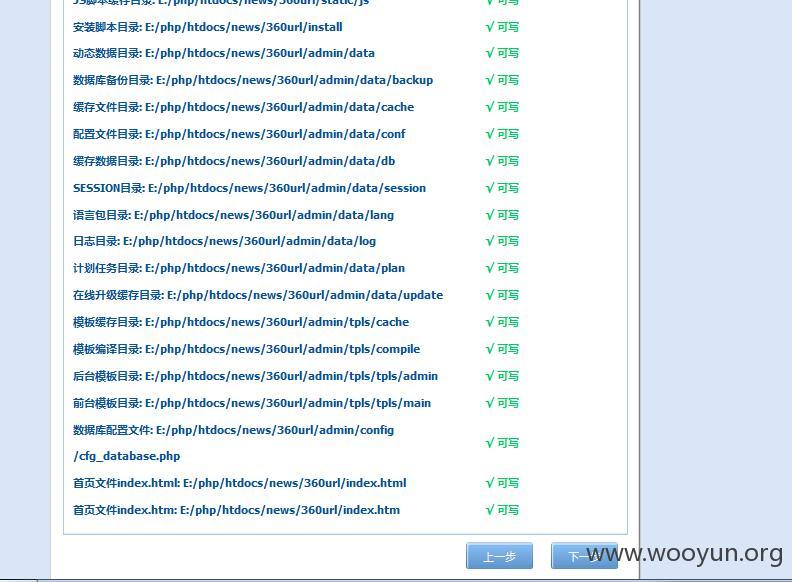 JS脚本缓存目录: E:/php/htdocs/news/360url/static/js √ 可写
安装脚本目录: E:/php/htdocs/news/360url/install √ 可写
动态数据目录: E:/php/htdocs/news/360url/admin/data √ 可写
数据库备份目录: E:/php/htdocs/news/360url/admin/data/backup √ 可写
缓存文件目录: E:/php/htdocs/news/360url/admin/data/cache √ 可写
配置文件目录: E:/php/htdocs/news/360url/admin/data/conf √ 可写
缓存数据目录: E:/php/htdocs/news/360url/admin/data/db √ 可写
SESSION目录: E:/php/htdocs/news/360url/admin/data/session √ 可写
语言包目录: E:/php/htdocs/news/360url/admin/data/lang √ 可写
日志目录: E:/php/htdocs/news/360url/admin/data/log √ 可写
计划任务目录: E:/php/htdocs/news/360url/admin/data/plan √ 可写
在线升级缓存目录: E:/php/htdocs/news/360url/admin/data/update √ 可写
模板缓存目录: E:/php/htdocs/news/360url/admin/tpls/cache √ 可写
模板编译目录: E:/php/htdocs/news/360url/admin/tpls/compile √ 可写
后台模板目录: E:/php/htdocs/news/360url/admin/tpls/tpls/admin √ 可写
前台模板目录: E:/php/htdocs/news/360url/admin/tpls/tpls/main √ 可写
数据库配置文件: E:/php/htdocs/news/360url/admin/config
/cfg_database.php √ 可写
首页文件index.html: E:/php/htdocs/news/360url/index.html √ 可写
首页文件index.htm: E:/php/htdocs/news/360url/index.htm √ 可写
上一步 下一步
www.wooyun.org